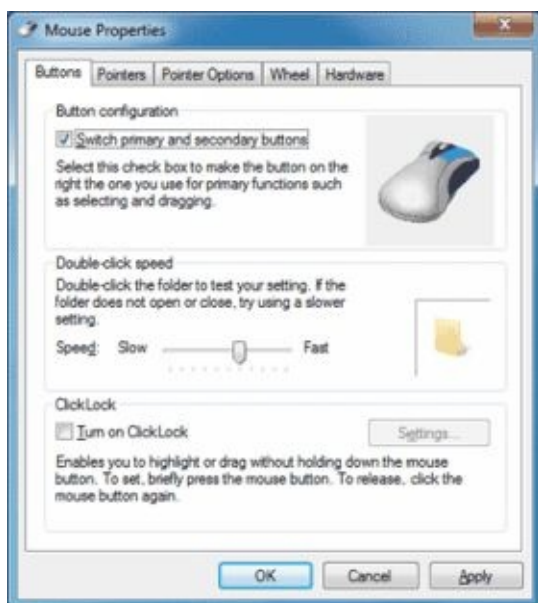 Mouse Properties
Buttons Pointers Pointer Options Wheel Hardware
Button configuration
Switch primary and secondary buttons
Select this check box to make the button on the
right the one you use for primary functions such
as selecting and dragging.
Double-click speed
Double-click the folder to test your setting. If the
folder does not open or close, try using a slower
setting.
Speed: Slow Fast
ClickLock
Turn on ClickLock
Settings...
Enables you to highlight or drag without holding down the mouse
button. To set, briefly press the mouse button. To release, click the
mouse button again.
OK Cancel Apply